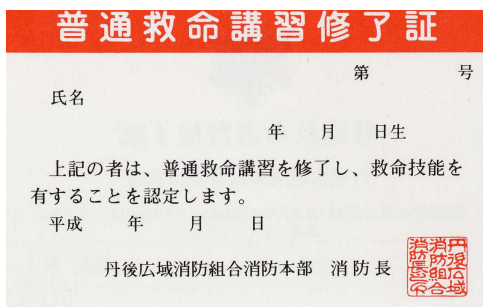 普通救命講習修了証
第　　　号
氏名
年　月　日生
上記の者は、普通救命講習を修了し、救命技能を
有することを認定します。
平成　　年　　月　　日
丹後広域消防組合消防本部　消防長